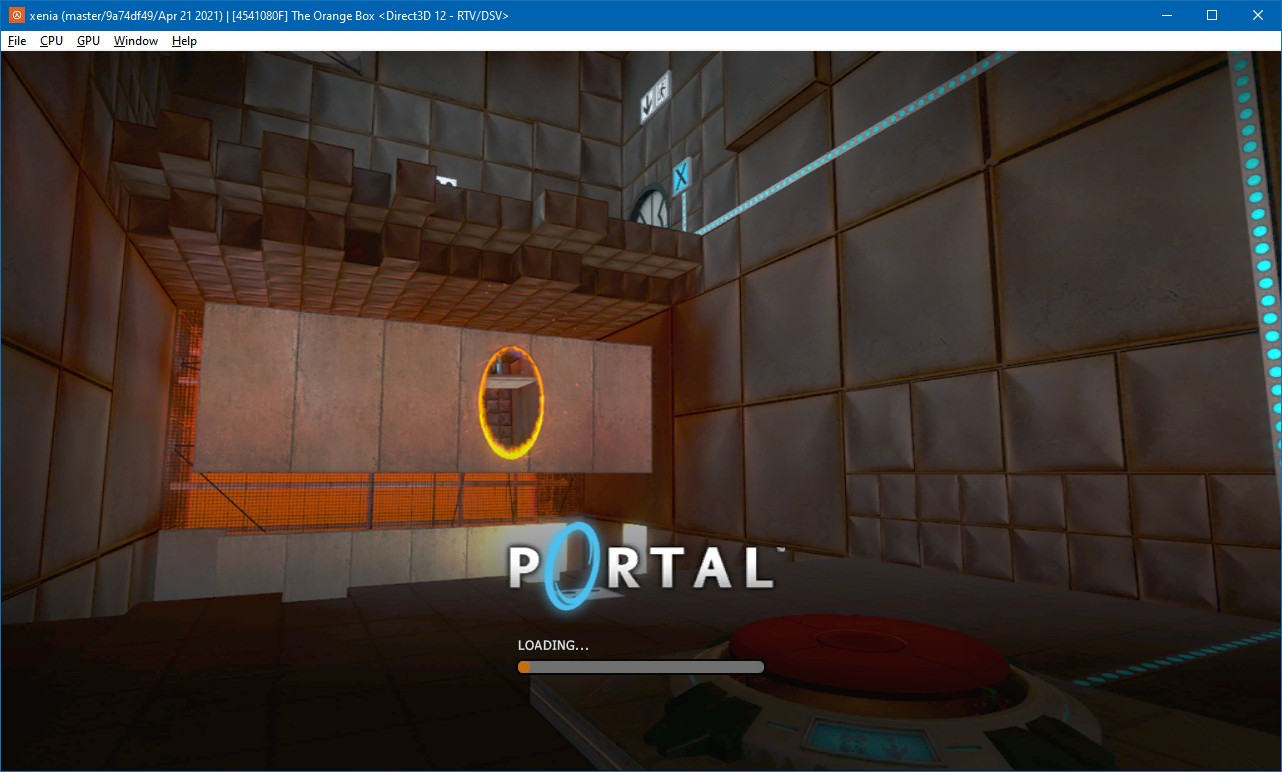 xenia (master/9a74df49/Apr 21 2021) | [4541080F] The Orange Box <Direct3D 12 - RTV/DSV>
File CPU GPU Window Help
X
PORTAL™
LOADING...